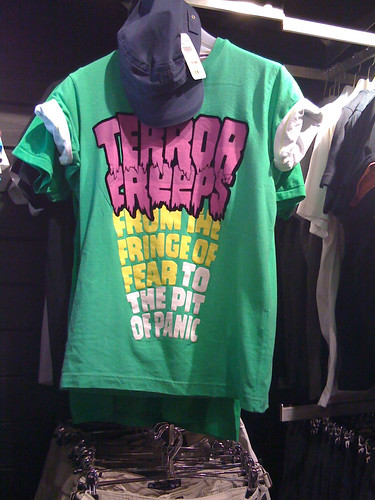 TERROR
CREEPS
FROM THE
FRINGE OF
FEAR TO
THE PIT
OF PANIC